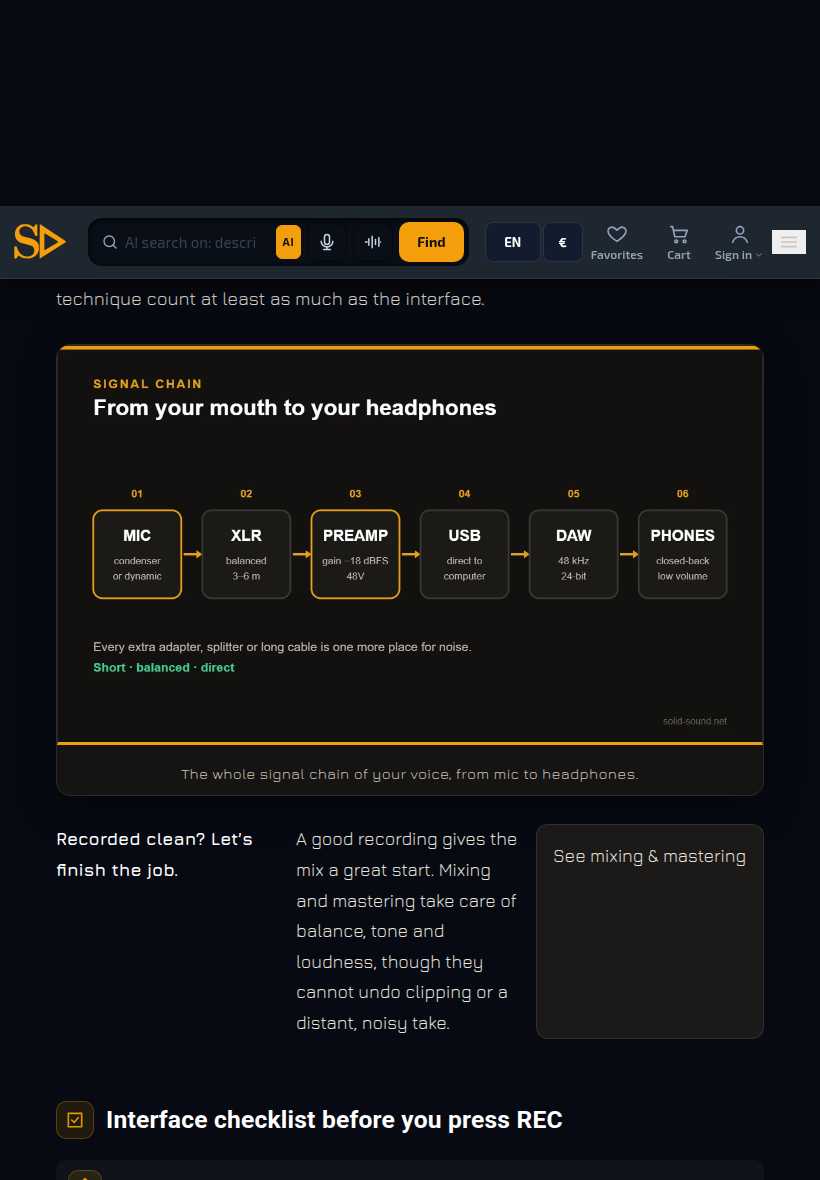 S
AI search on: descri
AI
Find
EN
€
Favorites
Cart
Sign in
technique count at least as much as the interface.
SIGNAL CHAIN
From your mouth to your headphones
01
02
03
04
05
06
MIC
condenser
or dynamic
XLR
balanced
3–6 m
PREAMP
gain −18 dBFS
48V
USB
direct to
computer
DAW
48 kHz
24-bit
PHONES
closed-back
low volume
Every extra adapter, splitter or long cable is one more place for noise.
Short · balanced · direct
solid-sound.net
The whole signal chain of your voice, from mic to headphones.
Recorded clean? Let's
finish the job.
A good recording gives the
mix a great start. Mixing
and mastering take care of
balance, tone and
loudness, though they
cannot undo clipping or a
distant, noisy take.
See mixing & mastering
Interface checklist before you press REC